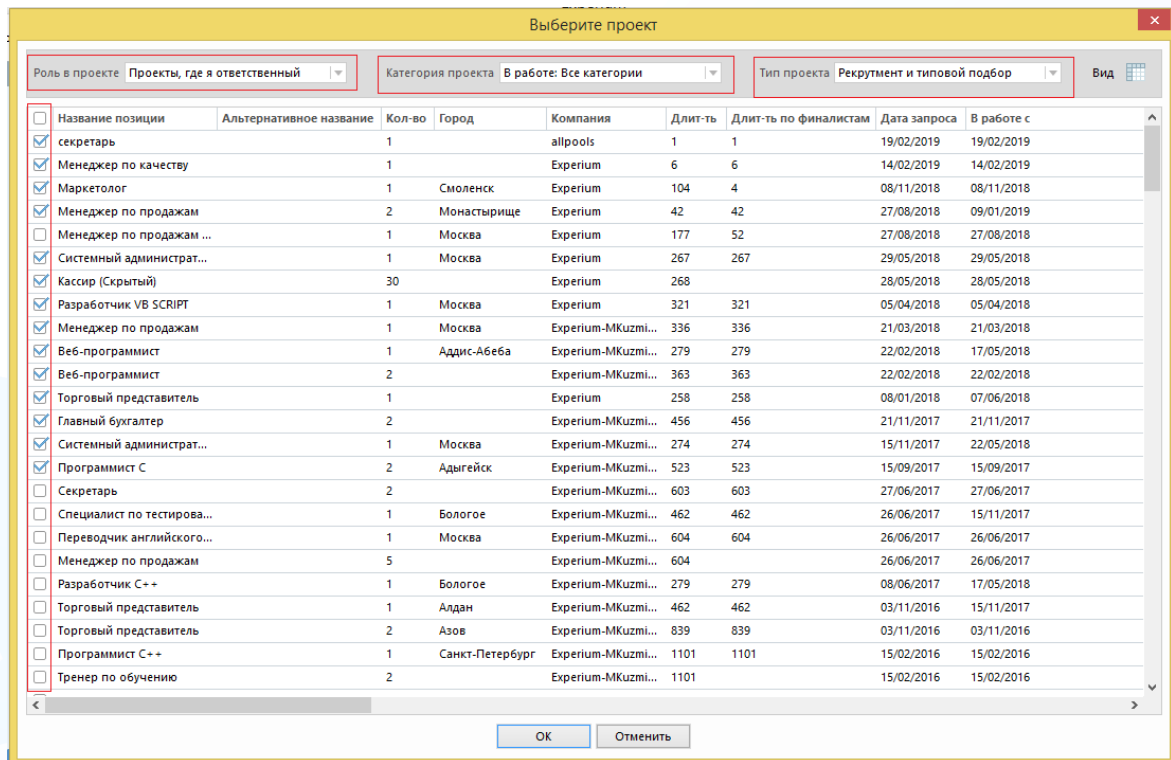 Выберите проект
Роль в проекте Проекты, где я ответственный Категория проекта В работе: Все категории Тип проекта Рекрутмент и типовой подбор Вид
Название позиции Альтернативное название Кол-во Город Компания Длит-ть Длит-ть по финалистам Дата запроса В работе с
секретарь 1 allpools 1 1 19/02/2019 19/02/2019
Менеджер по качеству 1 Experium 6 6 14/02/2019 14/02/2019
Маркетолог 1 Смоленск Experium 104 4 08/11/2018 08/11/2018
Менеджер по продажам 2 Монастырище Experium 42 42 27/08/2018 09/01/2019
Менеджер по продажам ... 1 Москва Experium 177 52 27/08/2018 27/08/2018
Системный администрат... 1 Москва Experium 267 267 29/05/2018 29/05/2018
Кассир (Скрытый) 30 Experium 268 28/05/2018 28/05/2018
Разработчик VB SCRIPT 1 Москва Experium 321 321 05/04/2018 05/04/2018
Менеджер по продажам 1 Москва Experium-MKuzmi... 336 336 21/03/2018 21/03/2018
Веб-программист 1 Аддис-Абеба Experium-MKuzmi... 279 279 22/02/2018 17/05/2018
Веб-программист 2 Experium-MKuzmi... 363 363 22/02/2018 22/02/2018
Торговый представитель 1 Experium 258 258 08/01/2018 07/06/2018
Главный бухгалтер 2 Experium-MKuzmi... 456 456 21/11/2017 21/11/2017
Системный администрат... 1 Москва Experium-MKuzmi... 274 274 15/11/2017 22/05/2018
Программист С 2 Адыгейск Experium-MKuzmi... 523 523 15/09/2017 15/09/2017
Секретарь 2 Experium-MKuzmi... 603 603 27/06/2017 27/06/2017
Специалист по тестирова... 1 Бологое Experium-MKuzmi... 462 462 26/06/2017 15/11/2017
Переводчик английского... 1 Москва Experium-MKuzmi... 604 604 26/06/2017 26/06/2017
Менеджер по продажам 5 Experium-MKuzmi... 604 26/06/2017 26/06/2017
Разработчик С++ 1 Бологое Experium-MKuzmi... 279 279 08/06/2017 17/05/2018
Торговый представитель 1 Алдан Experium-MKuzmi... 462 462 03/11/2016 15/11/2017
Торговый представитель 2 Азов Experium-MKuzmi... 839 839 03/11/2016 03/11/2016
Программист С++ 1 Санкт-Петербург Experium-MKuzmi... 1101 1101 15/02/2016 15/02/2016
Тренер по обучению 2 Experium-MKuzmi... 1101 15/02/2016 15/02/2016
ОК Отменить